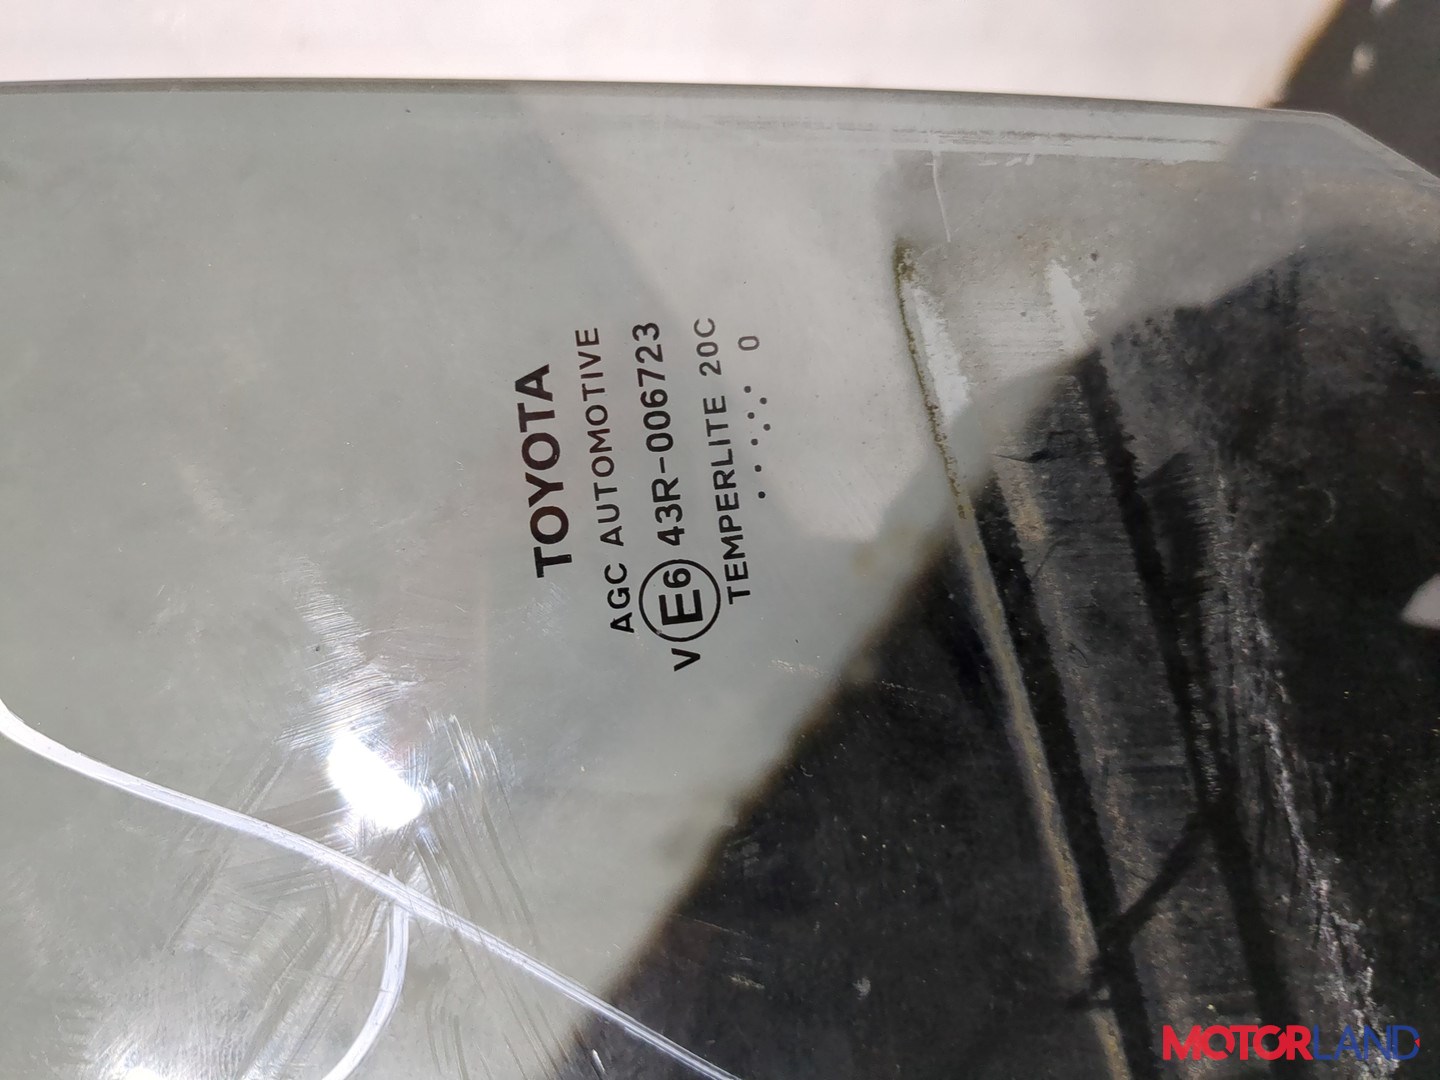 TOYOTA
AGC AUTOMOTIVE
V E6 43R-006723
TEMPERLITE 20C
. . .·.·.· 0
MOTORLAND